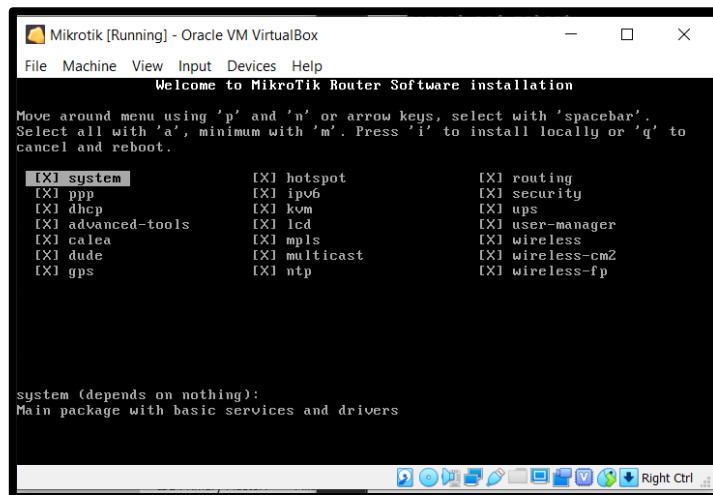 Mikrotik [Running] - Oracle VM VirtualBox
File Machine View Input Devices Help
Welcome to MikroTik Router Software installation
Move around menu using 'p' and 'n' or arrow keys, select with 'spacebar'.
Select all with 'a', minimum with 'm'. Press 'i' to install locally or 'q' to
cancel and reboot.
[X] system [X] hotspot [X] routing
[X] ppp [X] ipv6 [X] security
[X] dhcp [X] kvm [X] ups
[X] advanced-tools [X] lcd [X] user-manager
[X] calea [X] mpls [X] wireless
[X] dude [X] multicast [X] wireless-cm2
[X] gps [X] ntp [X] wireless-fp
system (depends on nothing):
Main package with basic services and drivers
Right Ctrl